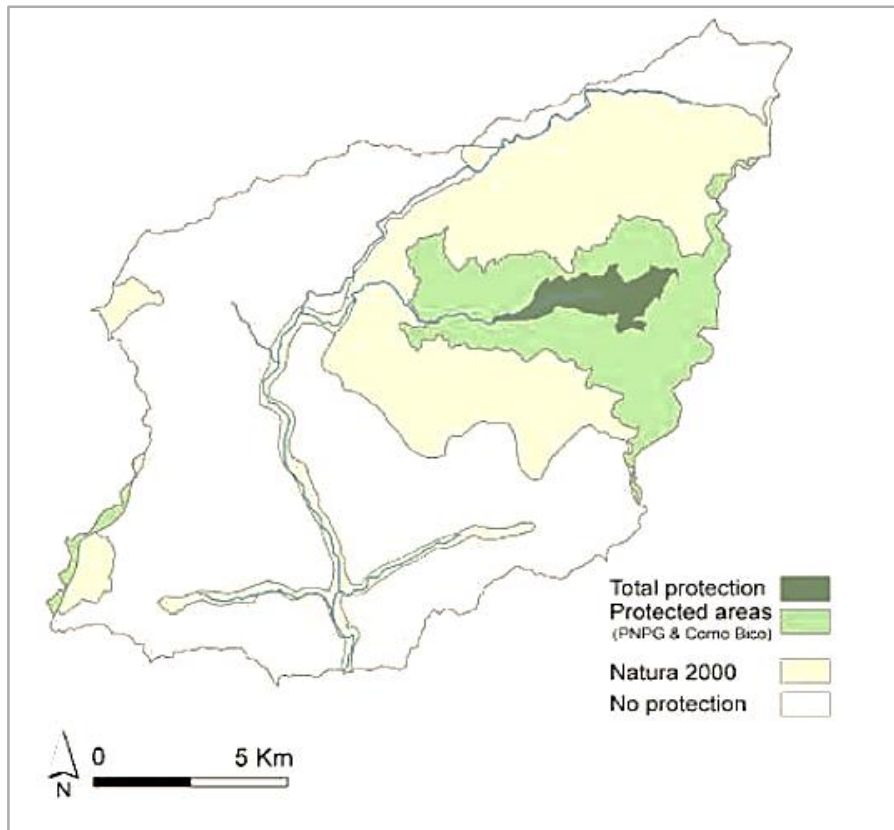 Total protection
Protected areas
(PNPG & Corno Bico)
Natura 2000
No protection
0 5 Km
N